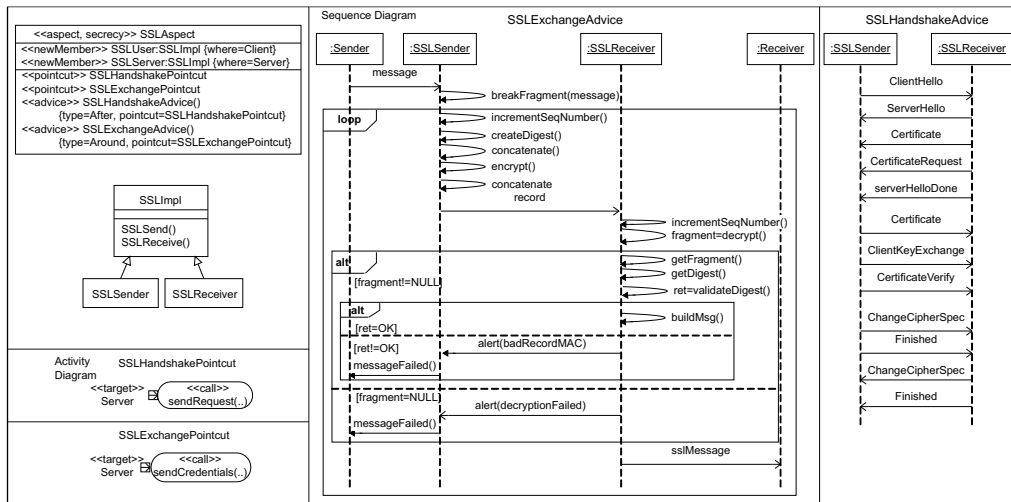 <<aspect, secrecy>> SSLAspect
<<newMember>> SSLUser:SSLImpl {where=Client}
<<newMember>> SSLServer:SSLImpl {where=Server}
<<pointcut>> SSLHandshakePointcut
<<pointcut>> SSLExchangePointcut
<<advice>> SSLHandshakeAdvice()
{type=After, pointcut=SSLHandshakePointcut}
<<advice>> SSLExchangeAdvice()
{type=Around, pointcut=SSLExchangePointcut}
SSLImpl
SSLSend()
SSLReceive()
SSLSender
SSLReceiver
Activity
Diagram
SSLHandshakePointcut
<<target>>
Server
<<call>>
sendRequest(..)
SSLExchangePointcut
<<target>>
Server
<<call>>
sendCredentials(..)
Sequence Diagram
SSLExchangeAdvice
:Sender
:SSLSender
:SSLReceiver
:Receiver
message
breakFragment(message)
loop
incrementSeqNumber()
createDigest()
concatenate()
encrypt()
concatenate
record
incrementSeqNumber()
fragment=decrypt()
alt
getFragment()
[fragment!=NULL]
getDigest()
ret=validateDigest()
alt
buildMsg()
[ret=OK]
[ret!=OK]
alert(badRecordMAC)
messageFailed()
[fragment=NULL]
alert(decryptionFailed)
messageFailed()
sslMessage
SSLHandshakeAdvice
:SSLSender
:SSLReceiver
ClientHello
ServerHello
Certificate
CertificateRequest
serverHelloDone
Certificate
ClientKeyExchange
CertificateVerify
ChangeCipherSpec
Finished
ChangeCipherSpec
Finished